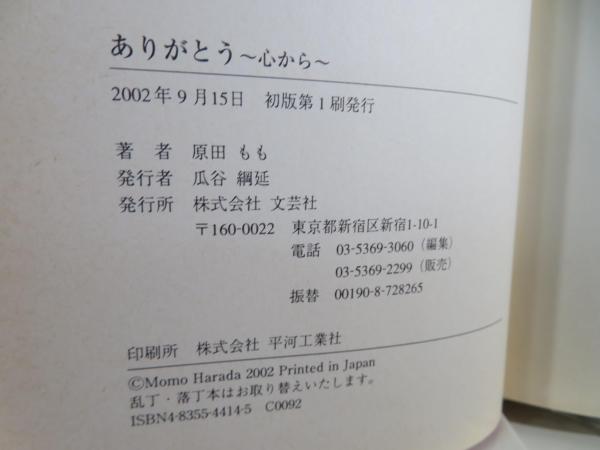 ありがとう～心から～
2002年9月15日 初版第1刷発行
著 者 原田 もも
発行者 瓜谷 綱延
発行所 株式会社 文芸社
〒160-0022 東京都新宿区新宿1-10-1
電話 03-5369-3060（編集）
03-5369-2299（販売）
振替 00190-8-728265
印刷所 株式会社 平河工業社
©Momo Harada 2002 Printed in Japan
乱丁・落丁本はお取り替えいたします。
ISBN4-8355-4414-5 C0092